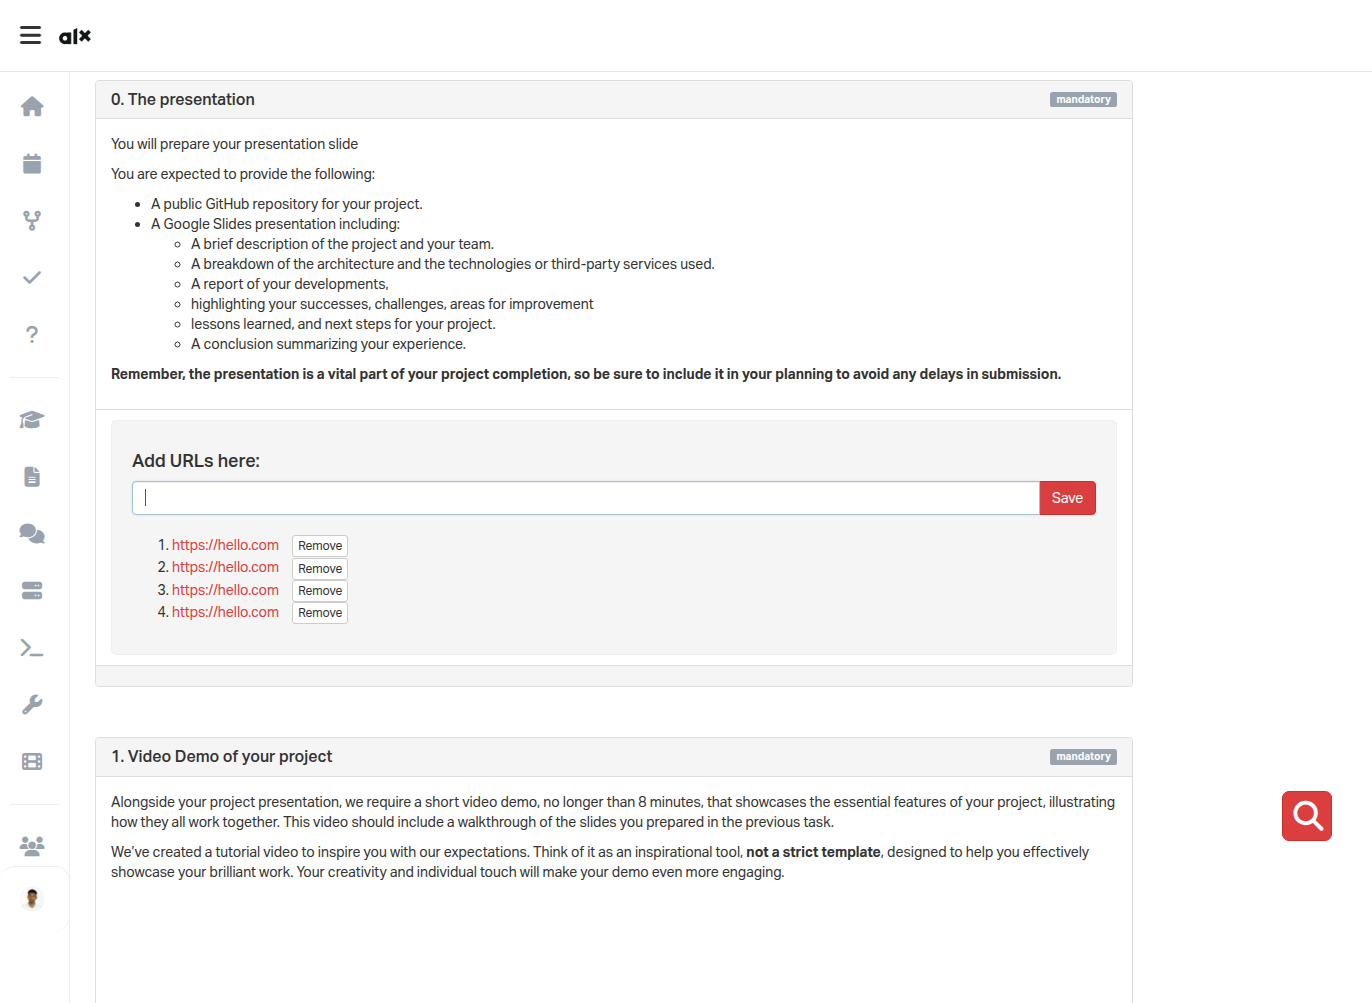 alx
0. The presentation
mandatory
You will prepare your presentation slide
You are expected to provide the following:
A public GitHub repository for your project.
A Google Slides presentation including:
A brief description of the project and your team.
A breakdown of the architecture and the technologies or third-party services used.
A report of your developments,
highlighting your successes, challenges, areas for improvement
lessons learned, and next steps for your project.
A conclusion summarizing your experience.
Remember, the presentation is a vital part of your project completion, so be sure to include it in your planning to avoid any delays in submission.
Add URLs here:
Save
1. https://hello.com Remove
2. https://hello.com Remove
3. https://hello.com Remove
4. https://hello.com Remove
1. Video Demo of your project
mandatory
Alongside your project presentation, we require a short video demo, no longer than 8 minutes, that showcases the essential features of your project, illustrating
how they all work together. This video should include a walkthrough of the slides you prepared in the previous task.
We've created a tutorial video to inspire you with our expectations. Think of it as an inspirational tool, not a strict template, designed to help you effectively
showcase your brilliant work. Your creativity and individual touch will make your demo even more engaging.